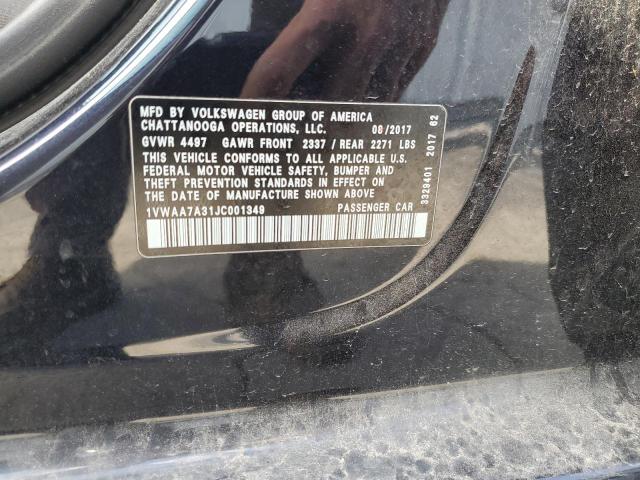 MFD BY VOLKSWAGEN GROUP OF AMERICA
CHATTANOOGA OPERATIONS, LLC. 08/2017
GVWR 4497 GAWR FRONT 2337 / REAR 2271 LBS
THIS VEHICLE CONFORMS TO ALL APPLICABLE U.S.
FEDERAL MOTOR VEHICLE SAFETY, BUMPER AND
THEFT PREVENTION STANDARDS IN EFFECT ON
THE DATE OF MANUFACTURE SHOWN ABOVE
1VWAA7A31JC001349 PASSENGER CAR
3329401 2017 62